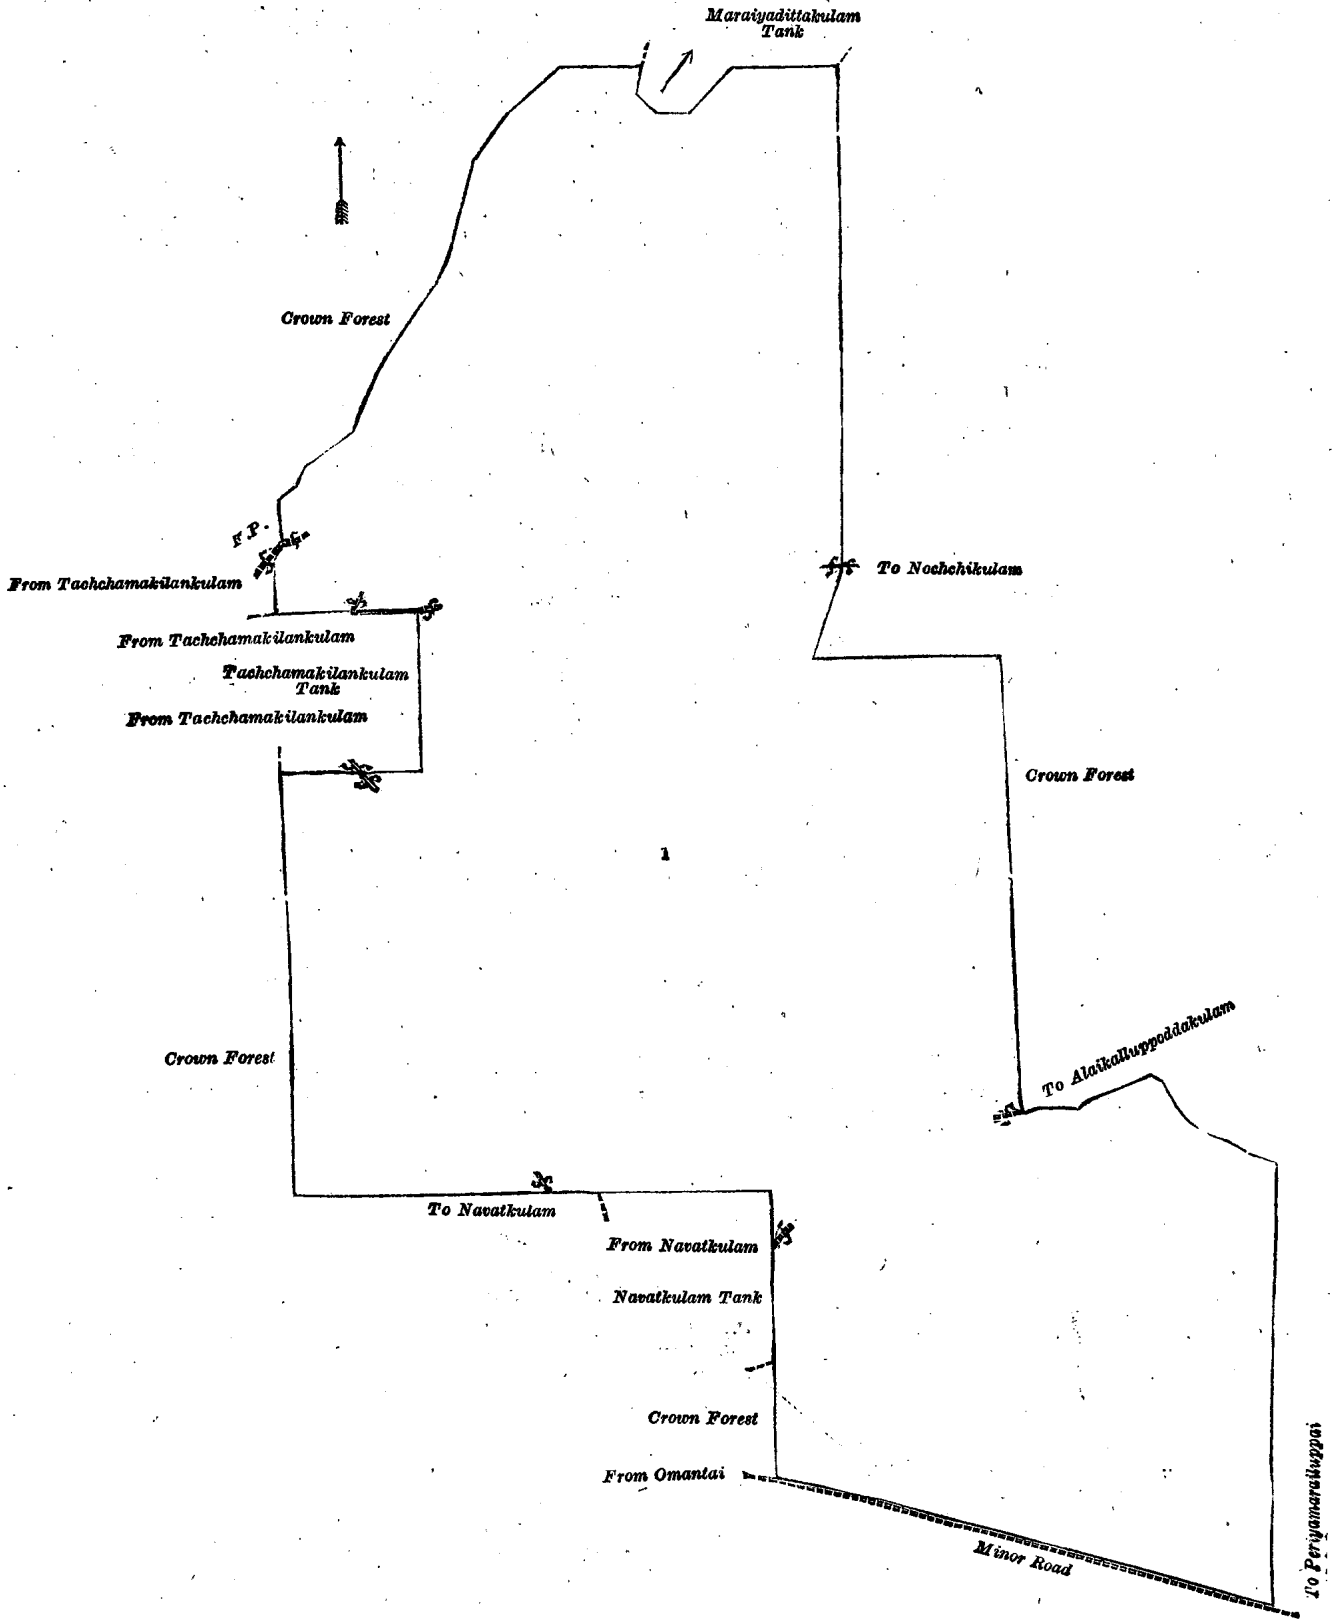 Maraiyadittakulam
Tank
Crown Forest
F.P.
From Tachchamakilankulam
To Nochchikulam
From Tachchamakilankulam
Tachchamakilankulam
Tank
From Tachchamakilankulam
Crown Forest
1
To Alaikalluppoddakulam
Crown Forest
To Navatkulam
From Navatkulam
Navatkulam Tank
Crown Forest
From Omantai
Minor Road
To Periyamaralluppai